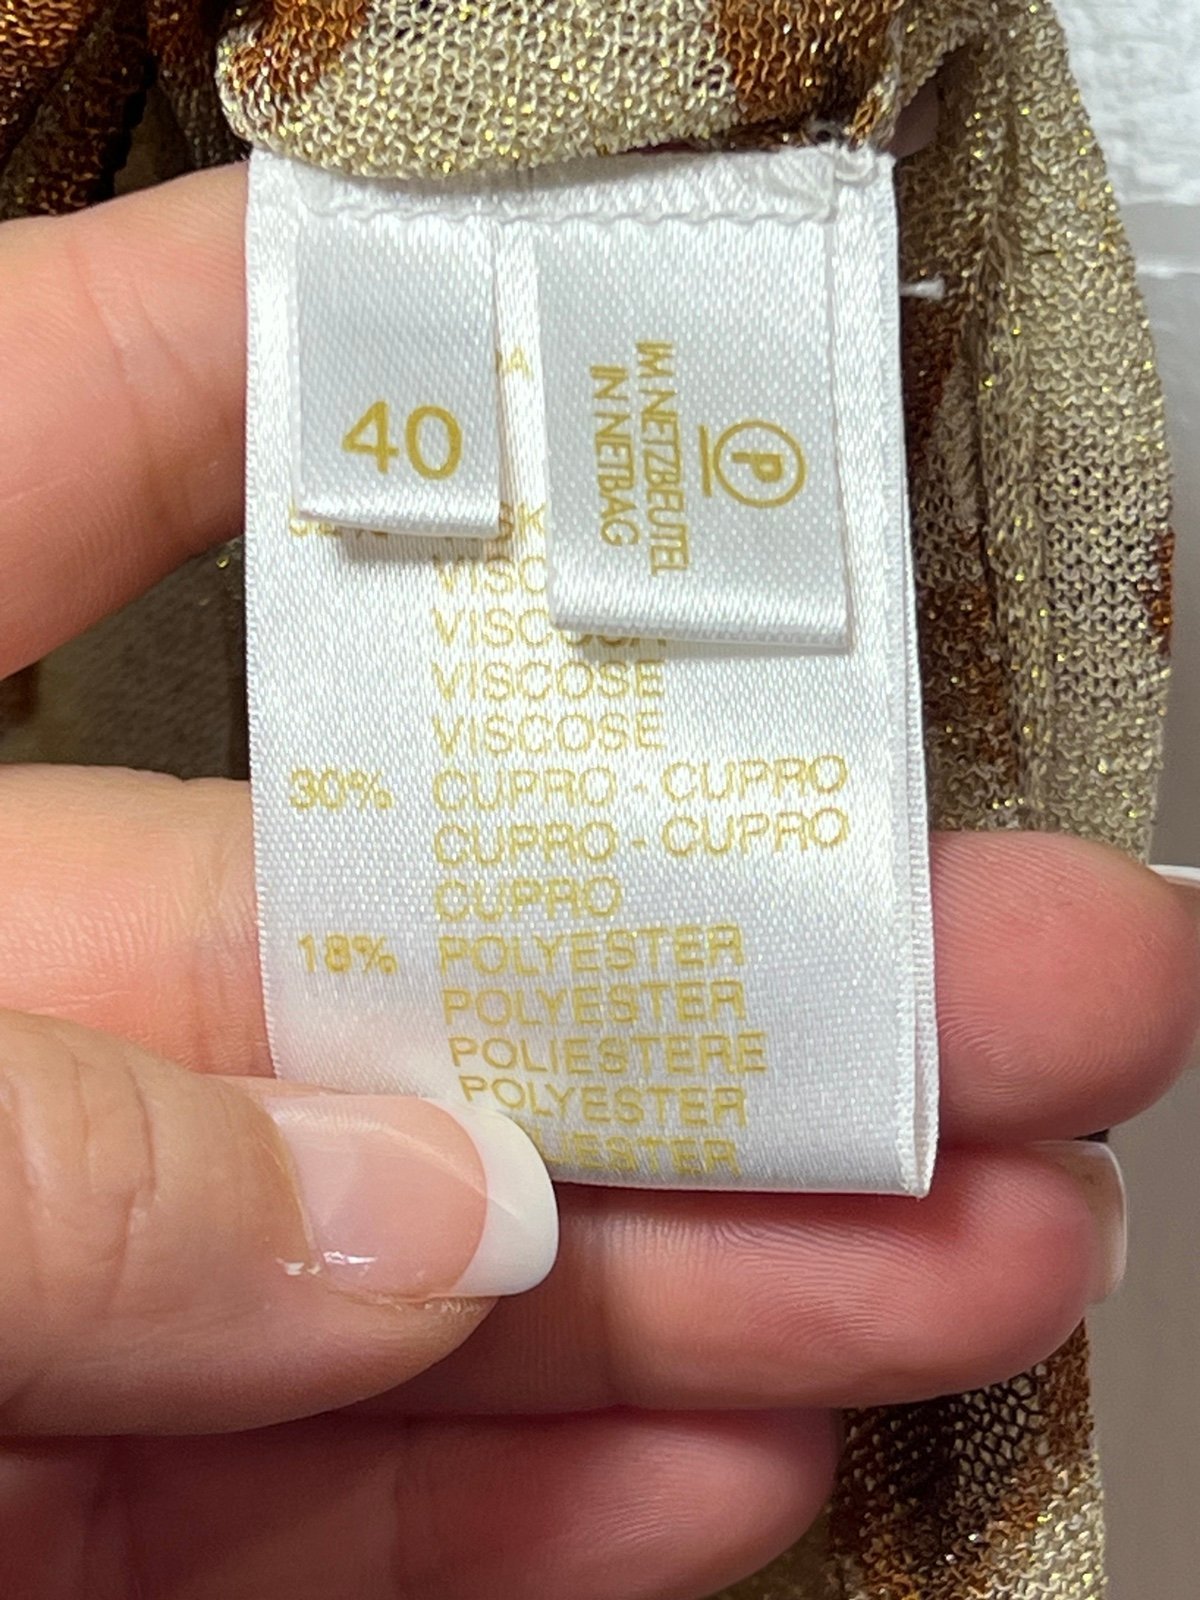 40
P
IM NETZBEUTEL
IN NETBAG
VISCOSE
VISCOSE
30% CUPRO - CUPRO
CUPRO - CUPRO
CUPRO
18% POLYESTER
POLYESTER
POLIESTERE
POLYESTER